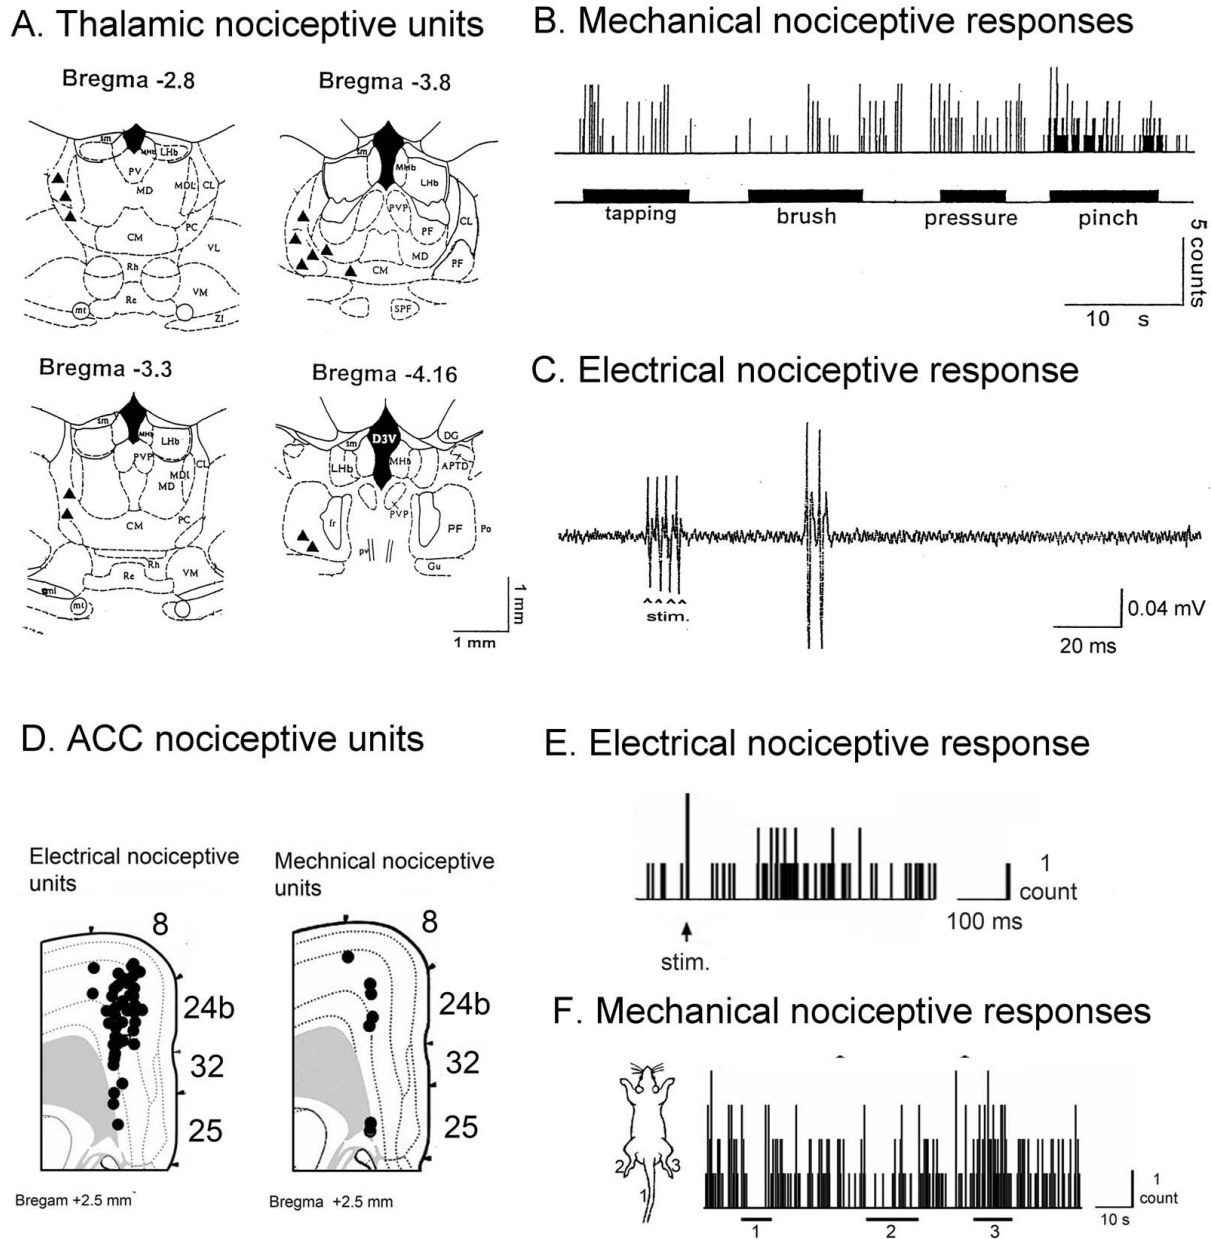 A. Thalamic nociceptive units
Bregma -2.8
sm
MHb
LHb
PV
MD
MDL
CL
PC
CM
VL
Rh
VM
Re
mt
ZI
Bregma -3.8
sm
MHb
LHb
PVP
CL
PF
MD
PF
CM
SPF
Bregma -3.3
sm
MHb
LHb
PVP
CL
MDl
MD
PC
CM
Rh
Re
VM
ml
mt
Bregma -4.16
D3V
DG
sm
LHb
MHb
APTD
PVP
fr
PF
Po
pv
Gu
1 mm
1 mm
B. Mechanical nociceptive responses
tapping
brush
pressure
pinch
5 counts
10 s
C. Electrical nociceptive response
^ ^ ^ ^
stim.
0.04 mV
20 ms
D. ACC nociceptive units
Electrical nociceptive
units
8
24b
32
25
Bregam +2.5 mm
Mechnical nociceptive
units
8
24b
32
25
Bregma +2.5 mm
E. Electrical nociceptive response
1
count
100 ms
stim.
F. Mechanical nociceptive responses
2
3
1
1
2
3
1
count
10 s